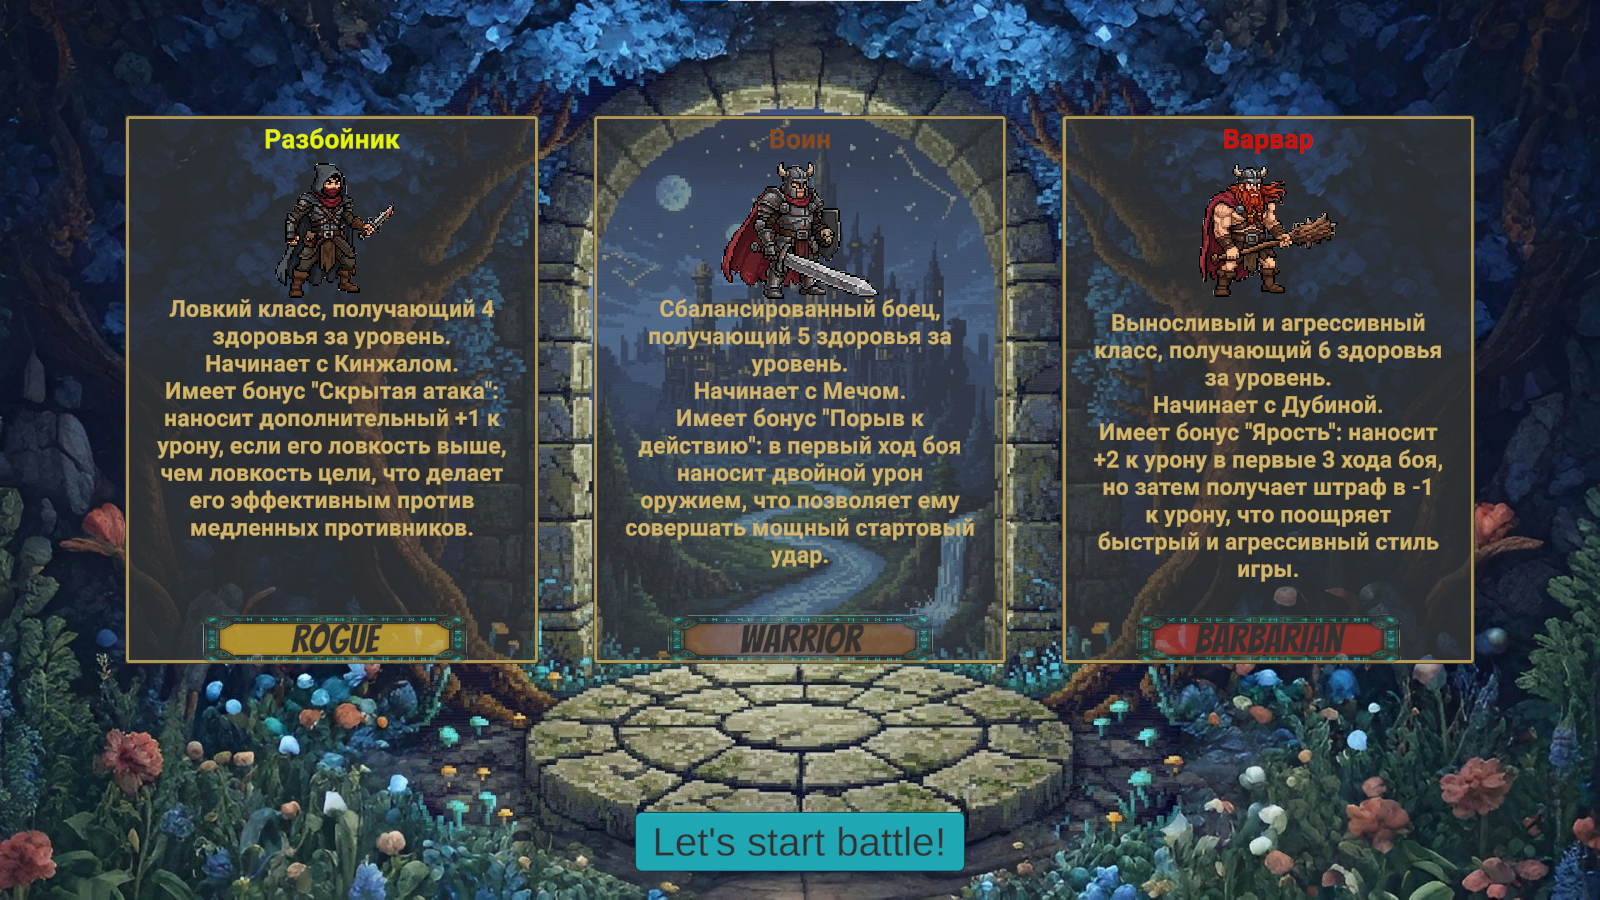 Разбойник
Ловкий класс, получающий 4
здоровья за уровень.
Начинает с Кинжалом.
Имеет бонус "Скрытая атака":
наносит дополнительный +1 к
урону, если его ловкость выше,
чем ловкость цели, что делает
его эффективным против
медленных противников.
ROGUE
Воин
Сбалансированный боец,
получающий 5 здоровья за
уровень.
Начинает с Мечом.
Имеет бонус "Порыв к
действию": в первый ход боя
наносит двойной урон
оружием, что позволяет ему
совершать мощный стартовый
удар.
WARRIOR
Варвар
Выносливый и агрессивный
класс, получающий 6 здоровья
за уровень.
Начинает с Дубиной.
Имеет бонус "Ярость": наносит
+2 к урону в первые 3 хода боя,
но затем получает штраф в -1
к урону, что поощряет
быстрый и агрессивный стиль
игры.
BARBARIAN
Let's start battle!